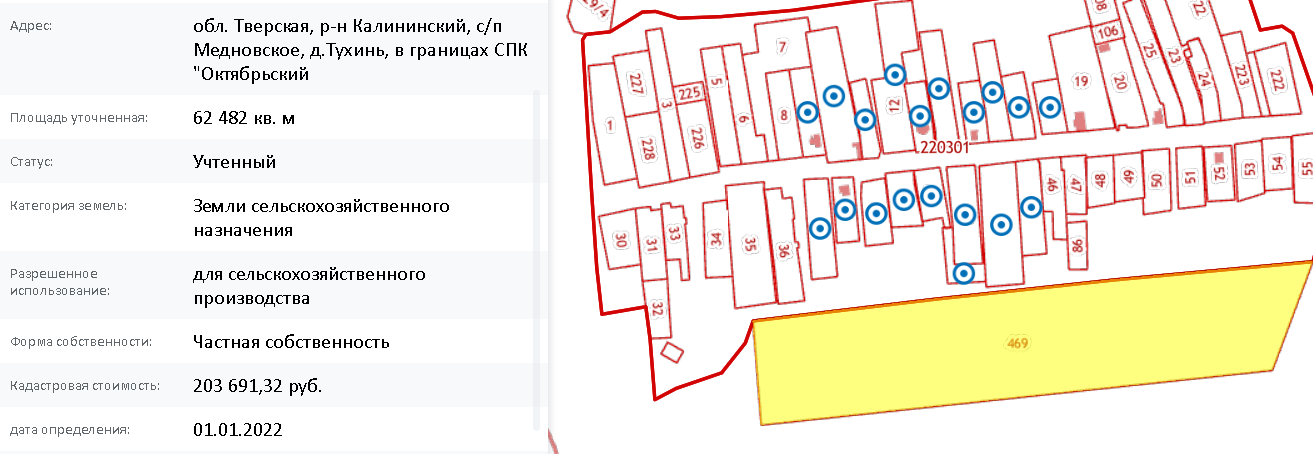 Адрес:
обл. Тверская, р-н Калининский, с/п
Медновское, д.Тухинь, в границах СПК
"Октябрьский
Площадь уточненная:
62 482 кв. м
Статус:
Учтенный
Категория земель:
Земли сельскохозяйственного
назначения
Разрешенное
использование:
для сельскохозяйственного
производства
Форма собственности:
Частная собственность
Кадастровая стоимость:
203 691,32 руб.
дата определения:
01.01.2022
29/4
7
106
22
227
5
225
3
19
25
23
20
24
223
222
12
1
6
8
228
226
220301
46
47
48
49
50
51
52
53
54
55
30
31
33
34
35
36
86
32
469